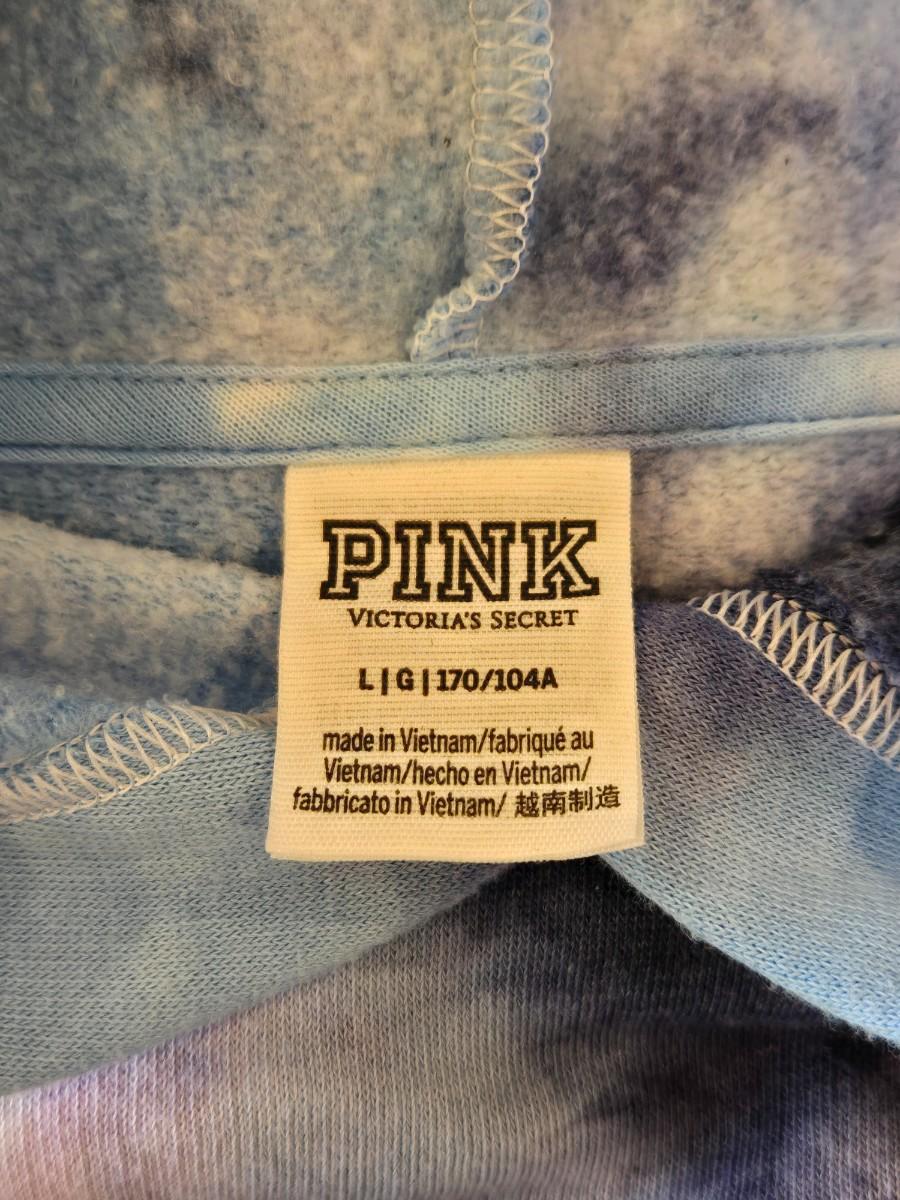 PINK
VICTORIA'S SECRET
L|G|170/104A
made in Vietnam/fabriqué au
Vietnam/hecho en Vietnam/
fabbricato in Vietnam/ 越南制造